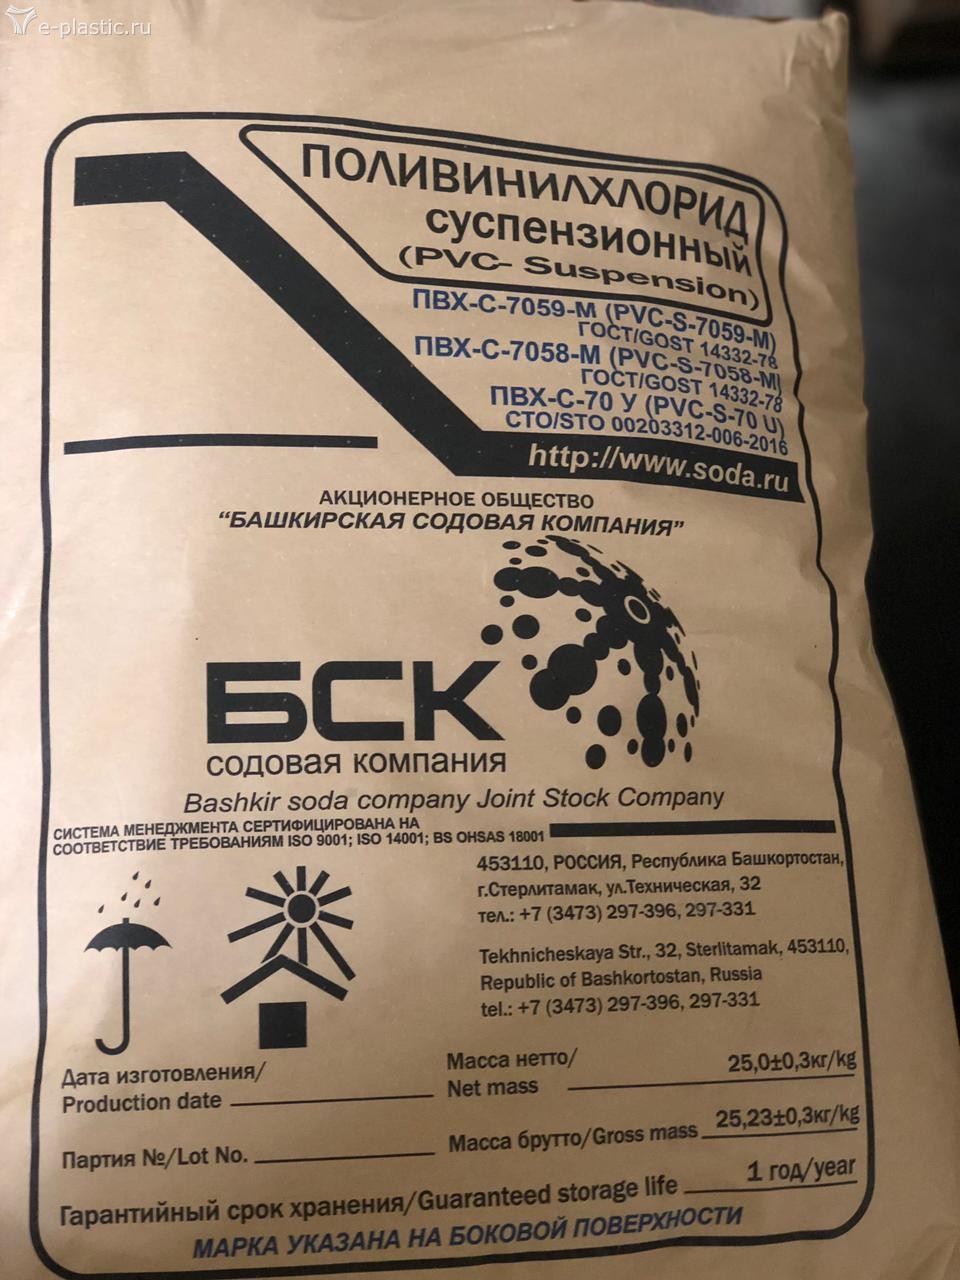 e-plastic.ru
ПОЛИВИНИЛХЛОРИД
суспензионный
(PVC- Suspension)
ПВХ-С-7059-М (PVC-S-7059-M)
ГОСТ/GOST 14332-78
ПВХ-С-7058-М (PVC-S-7058-M)
ГОСТ/GOST 14332-78
ПВХ-С-70 У (PVC-S-70 U)
СТО/STO 00203312-006-2016
http://www.soda.ru
АКЦИОНЕРНОЕ ОБЩЕСТВО
“БАШКИРСКАЯ СОДОВАЯ КОМПАНИЯ”
БСК
содовая компания
Bashkir soda company Joint Stock Company
СИСТЕМА МЕНЕДЖМЕНТА СЕРТИФИЦИРОВАНА НА
СООТВЕТСТВИЕ ТРЕБОВАНИЯМ ISO 9001; ISO 14001; BS OHSAS 18001
453110, РОССИЯ, Республика Башкортостан,
г.Стерлитамак, ул.Техническая, 32
тел.: +7 (3473) 297-396, 297-331
Tekhnicheskaya Str., 32, Sterlitamak, 453110,
Republic of Bashkortostan, Russia
tel.: +7 (3473) 297-396, 297-331
Дата изготовления/
Production date
Масса нетто/
Net mass
25,0±0,3кг/kg
Партия №/Lot No.
Масса брутто/Gross mass 25,23±0,3кг/kg
Гарантийный срок хранения/Guaranteed storage life 1 год/year
МАРКА УКАЗАНА НА БОКОВОЙ ПОВЕРХНОСТИ